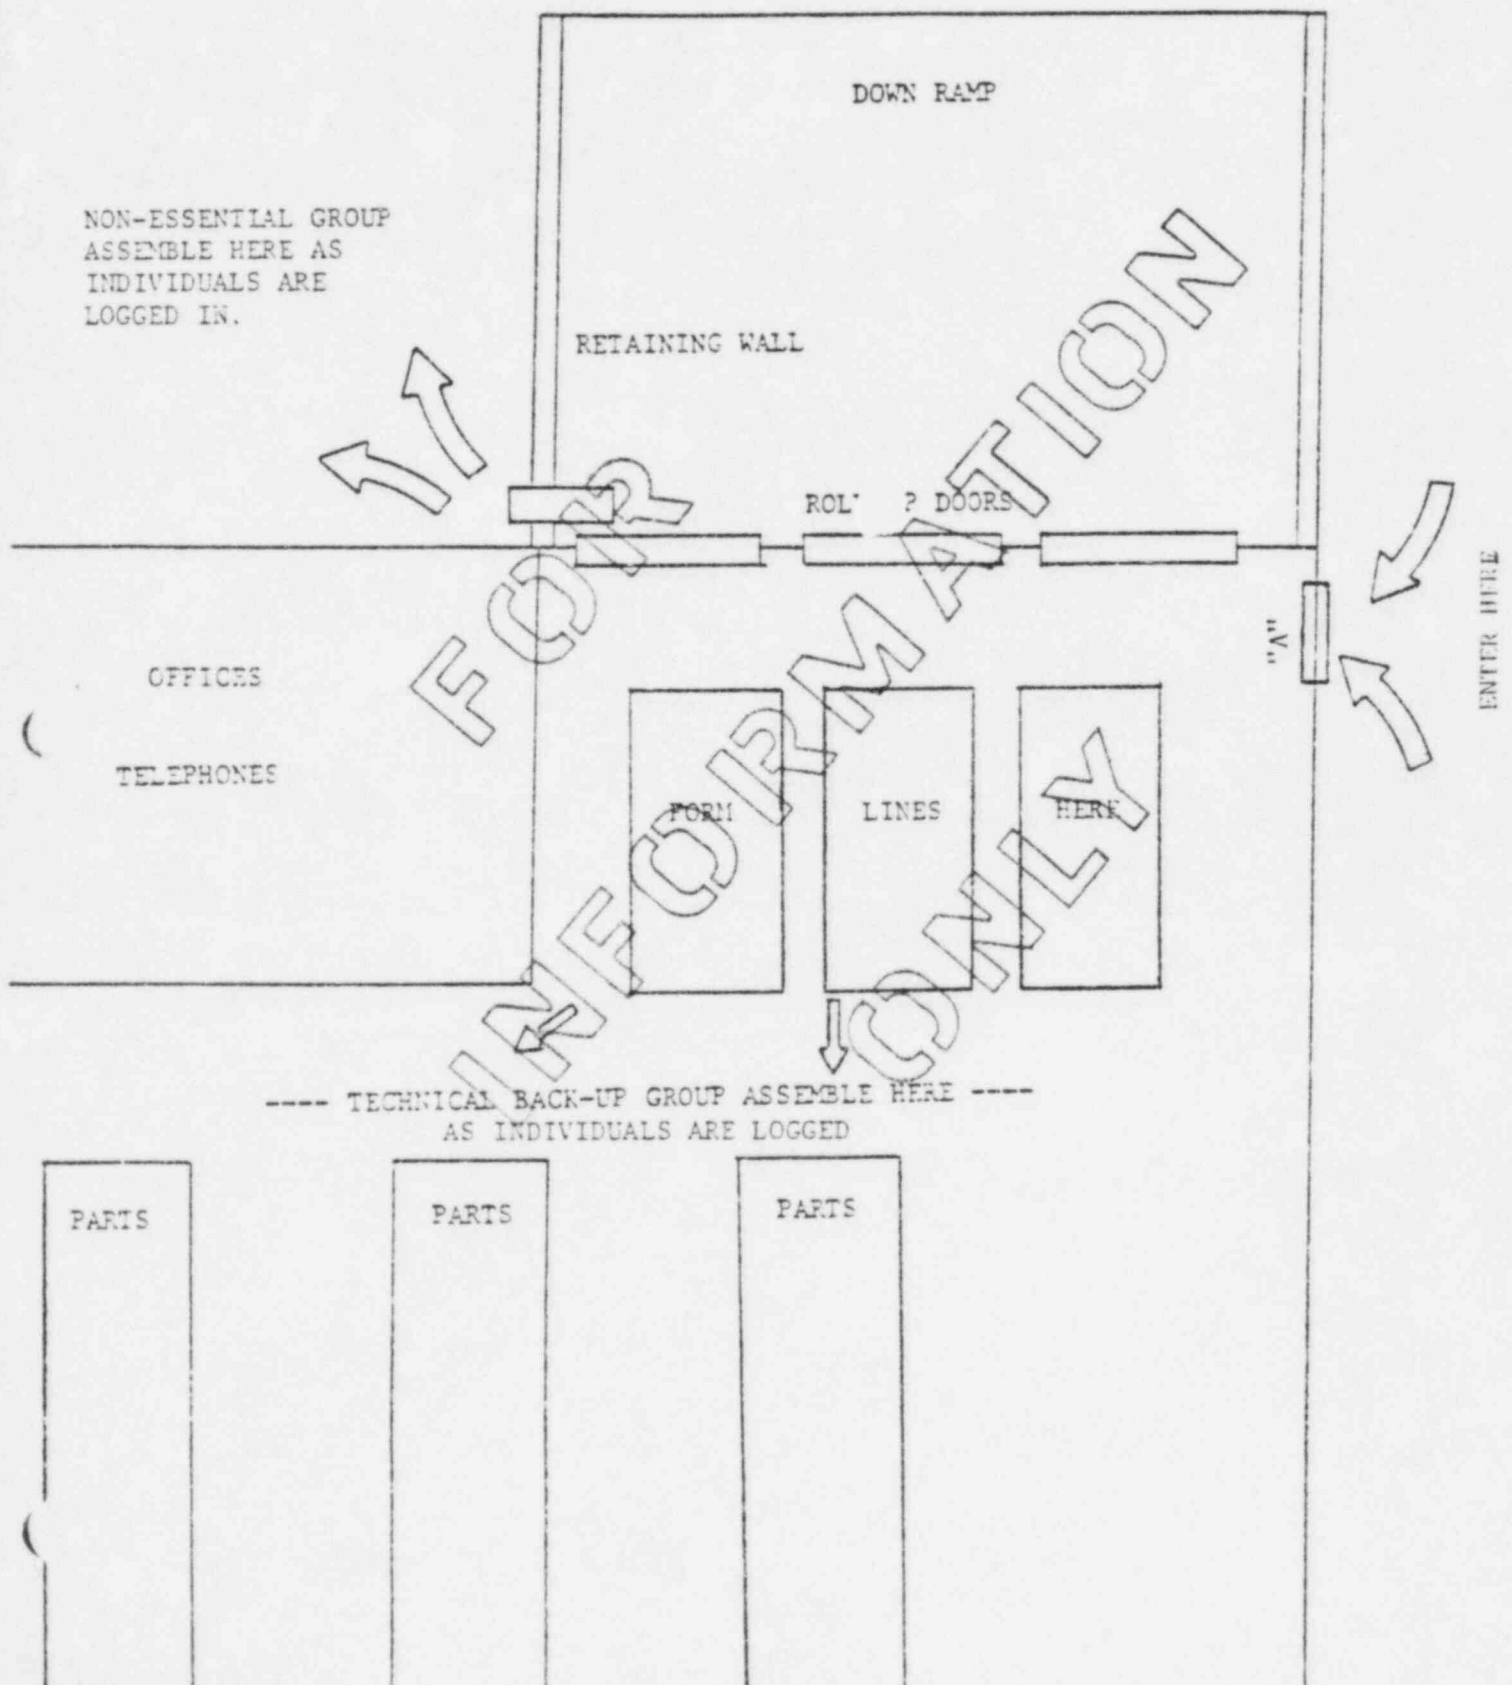 DOWN RAMP
NON-ESSENTIAL GROUP
ASSEMBLE HERE AS
INDIVIDUALS ARE
LOGGED IN.
RETAINING WALL
DOORS
ENTER HERE
"V"
OFFICES
TELEPHONES
FORM LINES HERE
---- TECHNICAL BACK-UP GROUP ASSEMBLE HERE ----
AS INDIVIDUALS ARE LOGGED
PARTS PARTS PARTS
FOR
INFORMATION
ONLY